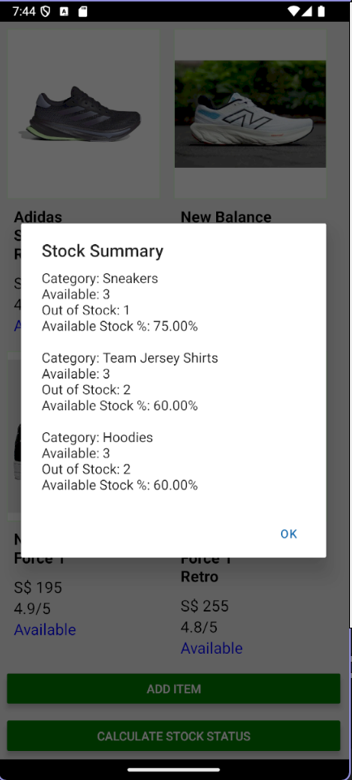 7:44
Adidas
New Balance
Stock Summary
Category: Sneakers
Available: 3
Out of Stock: 1
Available Stock %: 75.00%
Category: Team Jersey Shirts
Available: 3
Out of Stock: 2
Available Stock %: 60.00%
Category: Hoodies
Available: 3
Out of Stock: 2
Available Stock %: 60.00%
OK
Force 1
S$ 195
4.9/5
Available
Force 1
Retro
S$ 255
4.8/5
Available
ADD ITEM
CALCULATE STOCK STATUS